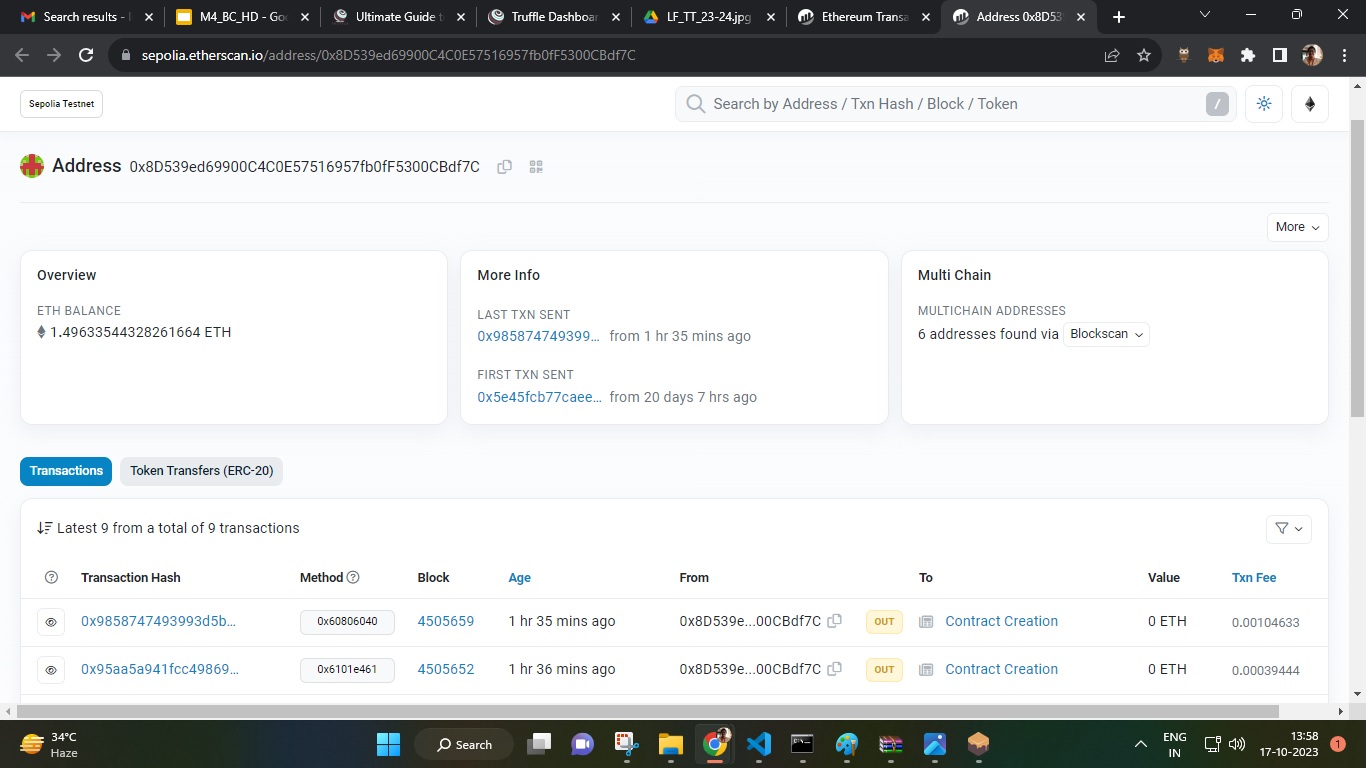 Search results -
M4_BC_HD - Goo
Ultimate Guide t
Truffle Dashboar
LF_TT_23-24.jpg
Ethereum Transa
Address 0x8D53
sepolia.etherscan.io/address/0x8D539ed69900C4C0E57516957fb0fF5300CBdf7C
Sepolia Testnet
Search by Address / Txn Hash / Block / Token
/
Address 0x8D539ed69900C4C0E57516957fb0fF5300CBdf7C
More
Overview
ETH BALANCE
1.49633544328261664 ETH
More Info
LAST TXN SENT
0x985874749399... from 1 hr 35 mins ago
FIRST TXN SENT
0x5e45fcb77caee... from 20 days 7 hrs ago
Multi Chain
MULTICHAIN ADDRESSES
6 addresses found via Blockscan
Transactions Token Transfers (ERC-20)
Latest 9 from a total of 9 transactions
Transaction Hash Method Block Age From To Value Txn Fee
0x9858747493993d5b... 0x60806040 4505659 1 hr 35 mins ago 0x8D539e...00CBdf7C OUT Contract Creation 0 ETH 0.00104633
0x95aa5a941fcc49869... 0x6101e461 4505652 1 hr 36 mins ago 0x8D539e...00CBdf7C OUT Contract Creation 0 ETH 0.00039444
34°C
Haze
Search
ENG
IN
13:58
17-10-2023
1